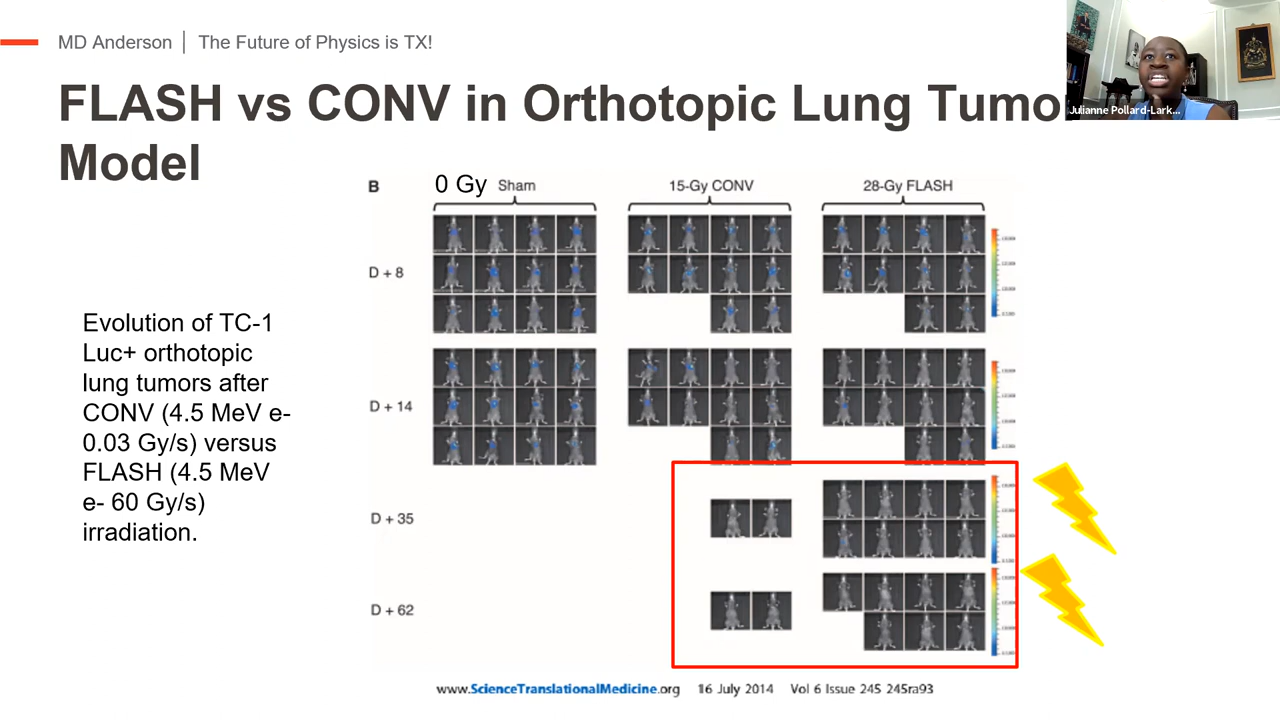 MD Anderson | The Future of Physics is TX!
FLASH vs CONV in Orthotopic Lung Tumo
Model
Julianne Pollard-Lark...
B
0 Gy Sham
15-Gy CONV
28-Gy FLASH
D + 8
D + 14
D + 35
D + 62
Evolution of TC-1
Luc+ orthotopic
lung tumors after
CONV (4.5 MeV e-
0.03 Gy/s) versus
FLASH (4.5 MeV
e- 60 Gy/s)
irradiation.
www.ScienceTranslationalMedicine.org 16 July 2014 Vol 6 Issue 245 245ra93